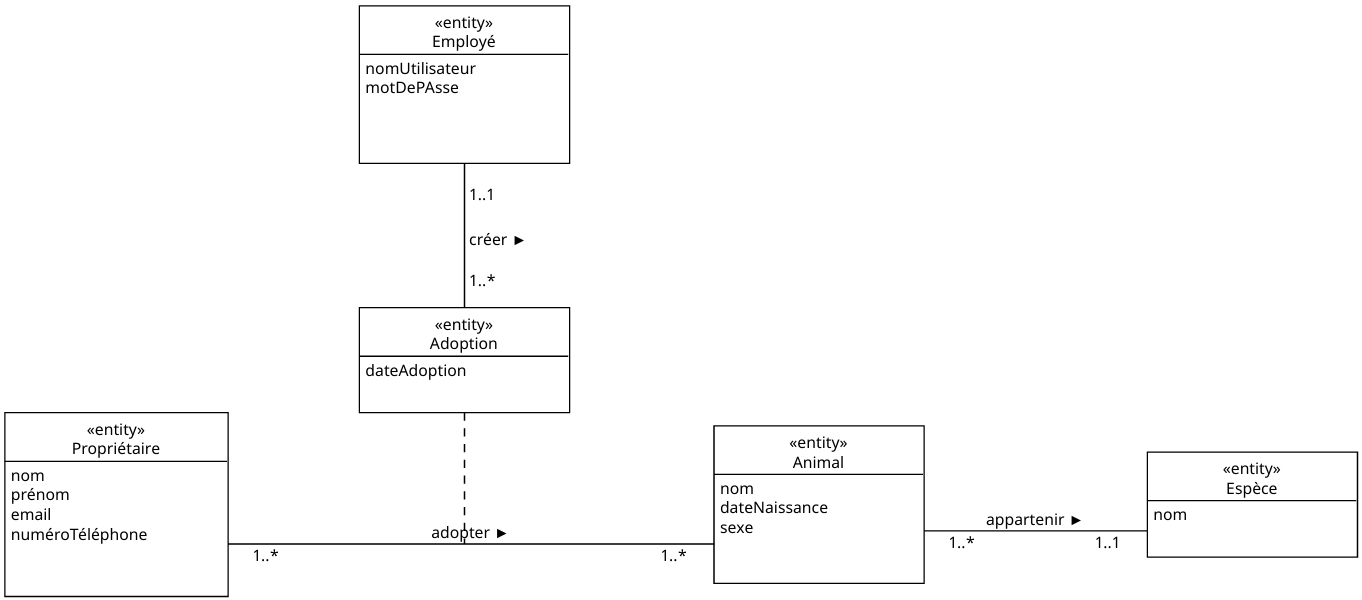 «entity»
Employé
nomUtilisateur
motDePAsse
1..1
créer ►
1..*
«entity»
Adoption
dateAdoption
«entity»
Propriétaire
nom
prénom
email
numéroTéléphone
adopter ►
1..*
1..*
«entity»
Animal
nom
dateNaissance
sexe
appartenir ►
1..*
1..1
«entity»
Espèce
nom